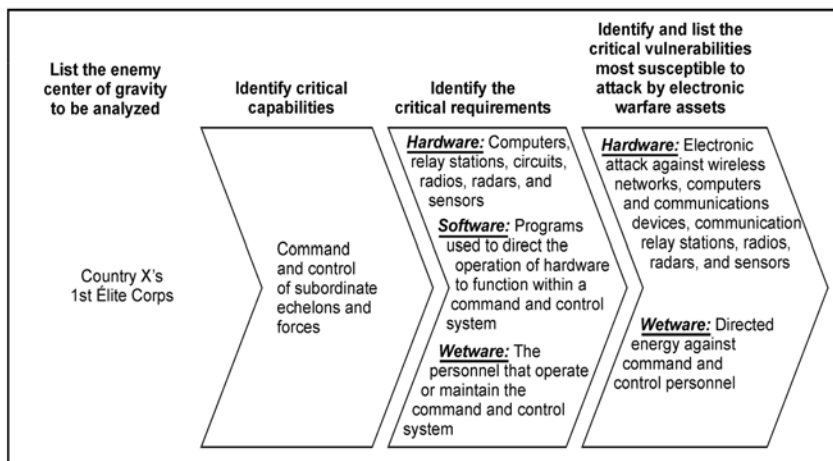 List the enemy
center of gravity
to be analyzed
Identify critical
capabilities
Identify the
critical requirements
Identify and list the
critical vulnerabilities
most susceptible to
attack by electronic
warfare assets
Country X's
1st Élite Corps
Command
and control
of subordinate
echelons and
forces
Hardware: Computers,
relay stations, circuits,
radios, radars, and
sensors
Software: Programs
used to direct the
operation of hardware
to function within a
command and control
system
Wetware: The
personnel that operate
or maintain the
command and control
system
Hardware: Electronic
attack against wireless
networks, computers
and communications
devices, communication
relay stations, radios,
radars, and sensors
Wetware: Directed
energy against
command and
control personnel